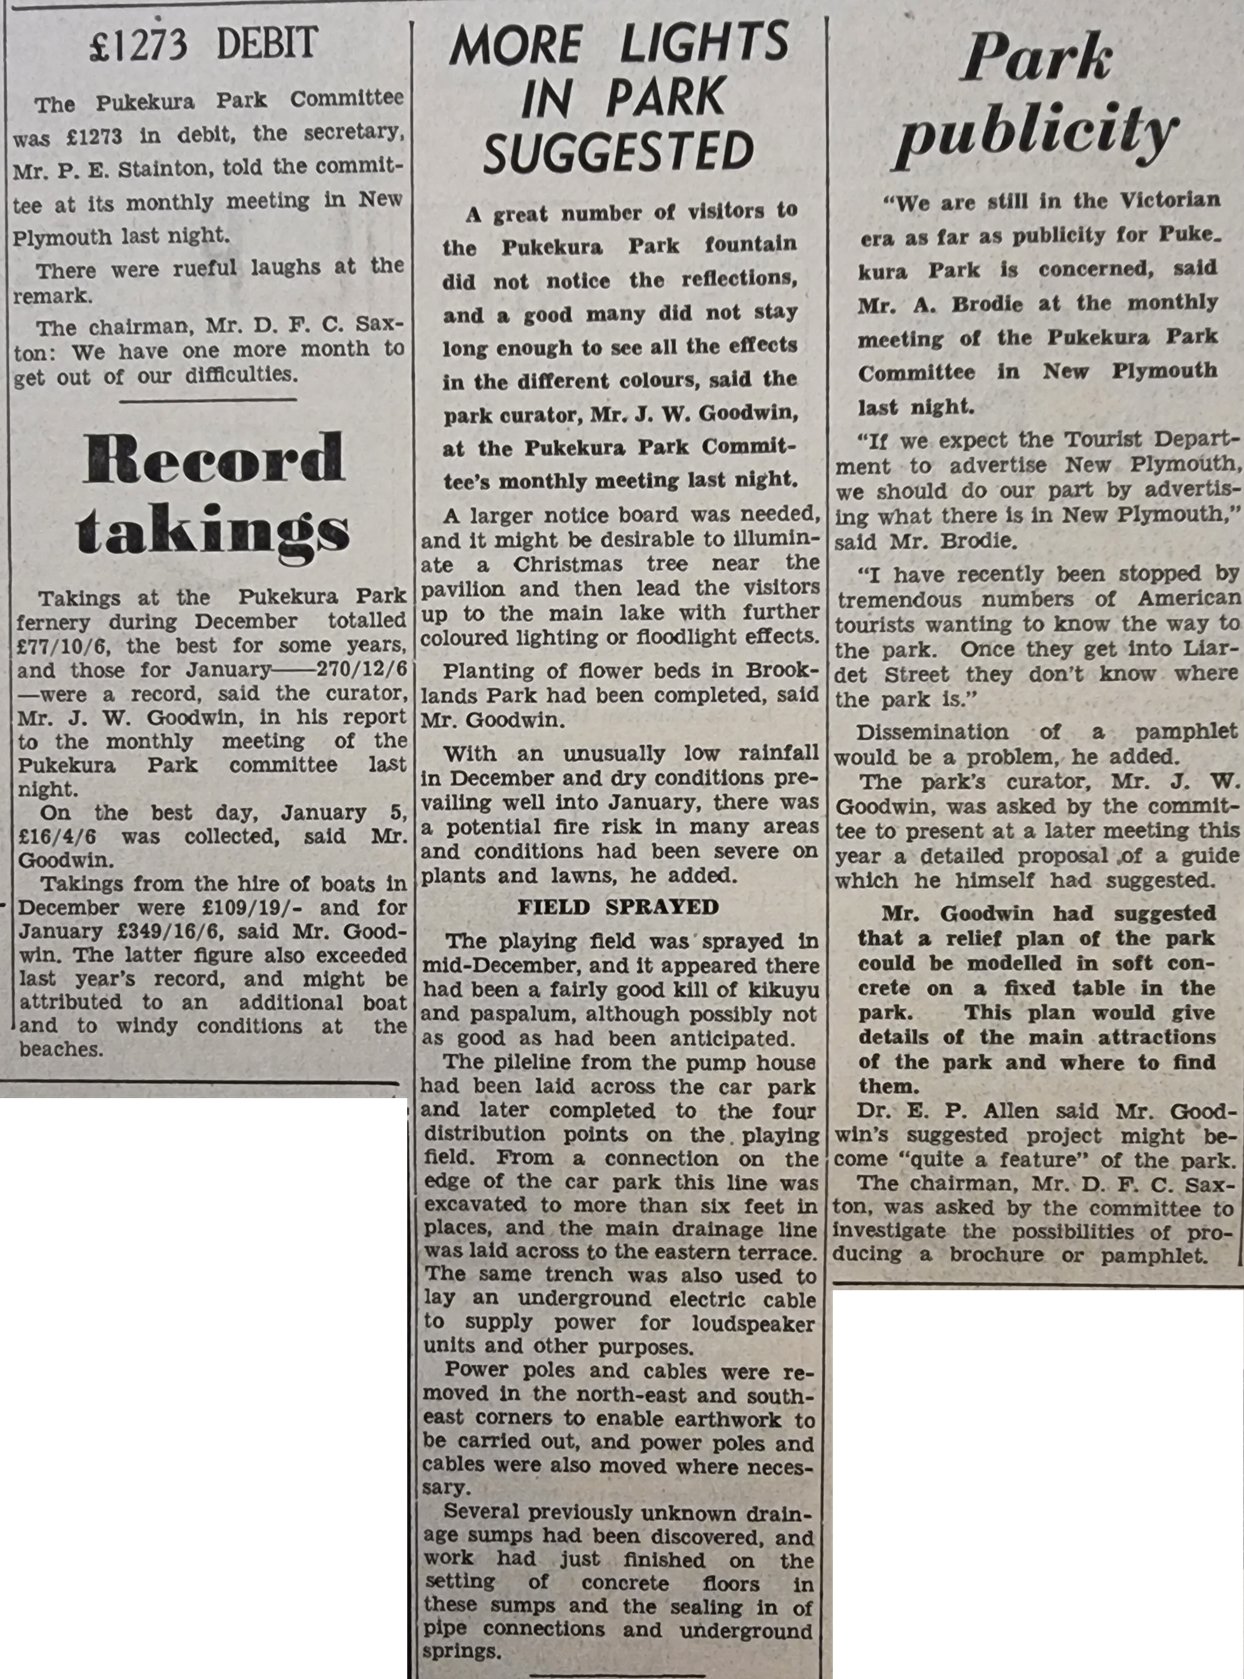 £1273 DEBIT
The Pukekura Park Committee
was £1273 in debit, the secretary,
Mr. P. E. Stainton, told the commit-
tee at its monthly meeting in New
Plymouth last night.
There were rueful laughs at the
remark.
The chairman, Mr. D. F. C. Sax-
ton: We have one more month to
get out of our difficulties.
Record
takings
Takings at the Pukekura Park
fernery during December totalled
£77/10/6, the best for some years,
and those for January——270/12/6
—were a record, said the curator,
Mr. J. W. Goodwin, in his report
to the monthly meeting of the
Pukekura Park committee last
night.
On the best day, January 5,
£16/4/6 was collected, said Mr.
Goodwin.
Takings from the hire of boats in
December were £109/19/- and for
January £349/16/6, said Mr. Good-
win. The latter figure also exceeded
last year's record, and might be
attributed to an additional boat
and to windy conditions at the
beaches.
MORE LIGHTS
IN PARK
SUGGESTED
A great number of visitors to
the Pukekura Park fountain
did not notice the reflections,
and a good many did not stay
long enough to see all the effects
in the different colours, said the
park curator, Mr. J. W. Goodwin,
at the Pukekura Park Commit-
tee's monthly meeting last night.
A larger notice board was needed,
and it might be desirable to illumin-
ate a Christmas tree near the
pavilion and then lead the visitors
up to the main lake with further
coloured lighting or floodlight effects.
Planting of flower beds in Brook-
lands Park had been completed, said
Mr. Goodwin.
With an unusually low rainfall
in December and dry conditions pre-
vailing well into January, there was
a potential fire risk in many areas
and conditions had been severe on
plants and lawns, he added.
FIELD SPRAYED
The playing field was sprayed in
mid-December, and it appeared there
had been a fairly good kill of kikuyu
and paspalum, although possibly not
as good as had been anticipated.
The pileline from the pump house
had been laid across the car park
and later completed to the four
distribution points on the playing
field. From a connection on the
edge of the car park this line was
excavated to more than six feet in
places, and the main drainage line
was laid across to the eastern terrace.
The same trench was also used to
lay an underground electric cable
to supply power for loudspeaker
units and other purposes.
Power poles and cables were re-
moved in the north-east and south-
east corners to enable earthwork to
be carried out, and power poles and
cables were also moved where neces-
sary.
Several previously unknown drain-
age sumps had been discovered, and
work had just finished on the
setting of concrete floors in
these sumps and the sealing in of
pipe connections and underground
springs.
Park
publicity
“We are still in the Victorian
era as far as publicity for Puke-
kura Park is concerned, said
Mr. A. Brodie at the monthly
meeting of the Pukekura Park
Committee in New Plymouth
last night.
“If we expect the Tourist Depart-
ment to advertise New Plymouth,
we should do our part by advertis-
ing what there is in New Plymouth,”
said Mr. Brodie.
“I have recently been stopped by
tremendous numbers of American
tourists wanting to know the way to
the park. Once they get into Liar-
det Street they don't know where
the park is.”
Dissemination of a pamphlet
would be a problem, he added.
The park's curator, Mr. J. W.
Goodwin, was asked by the commit-
tee to present at a later meeting this
year a detailed proposal of a guide
which he himself had suggested.
Mr. Goodwin had suggested
that a relief plan of the park
could be modelled in soft con-
crete on a fixed table in the
park. This plan would give
details of the main attractions
of the park and where to find
them.
Dr. E. P. Allen said Mr. Good-
win's suggested project might be-
come “quite a feature” of the park.
The chairman, Mr. D. F. C. Sax-
ton, was asked by the committee to
investigate the possibilities of pro-
ducing a brochure or pamphlet.